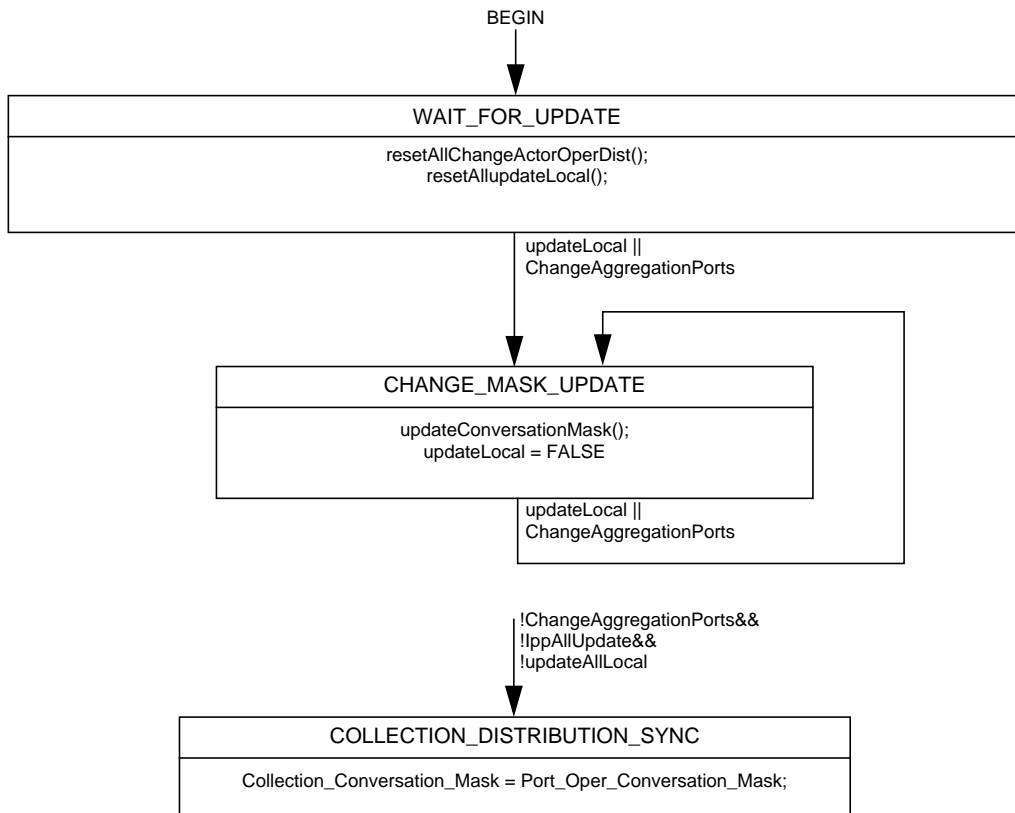 BEGIN
WAIT_FOR_UPDATE
resetAllChangeActorOperDist();
resetAllupdateLocal();
updateLocal ||
ChangeAggregationPorts
CHANGE_MASK_UPDATE
updateConversationMask();
updateLocal = FALSE
updateLocal ||
ChangeAggregationPorts
!ChangeAggregationPorts&&
!IppAllUpdate&&
!updateAllLocal
COLLECTION_DISTRIBUTION_SYNC
Collection_Conversation_Mask = Port_Oper_Conversation_Mask;